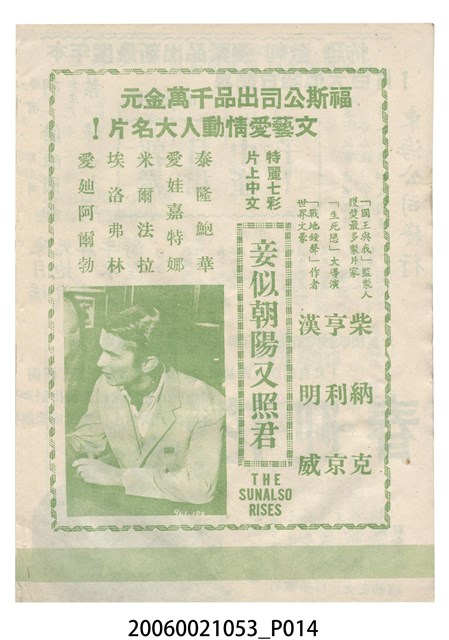 福斯公司出品千萬金元
文藝愛情動人大名片！
特麗七彩
片上中文
「國王與我」監製人
獲獎最多製片家
柴納克
「生死戀」大導演
亨利京
「戰地鐘聲」作者
世界文豪
漢明威
妾似朝陽又照君
THE
SUNALSO
RISES
泰隆鮑華
愛娃嘉特娜
米爾法拉
埃洛弗林
愛廸阿爾勃
20060021053_P014